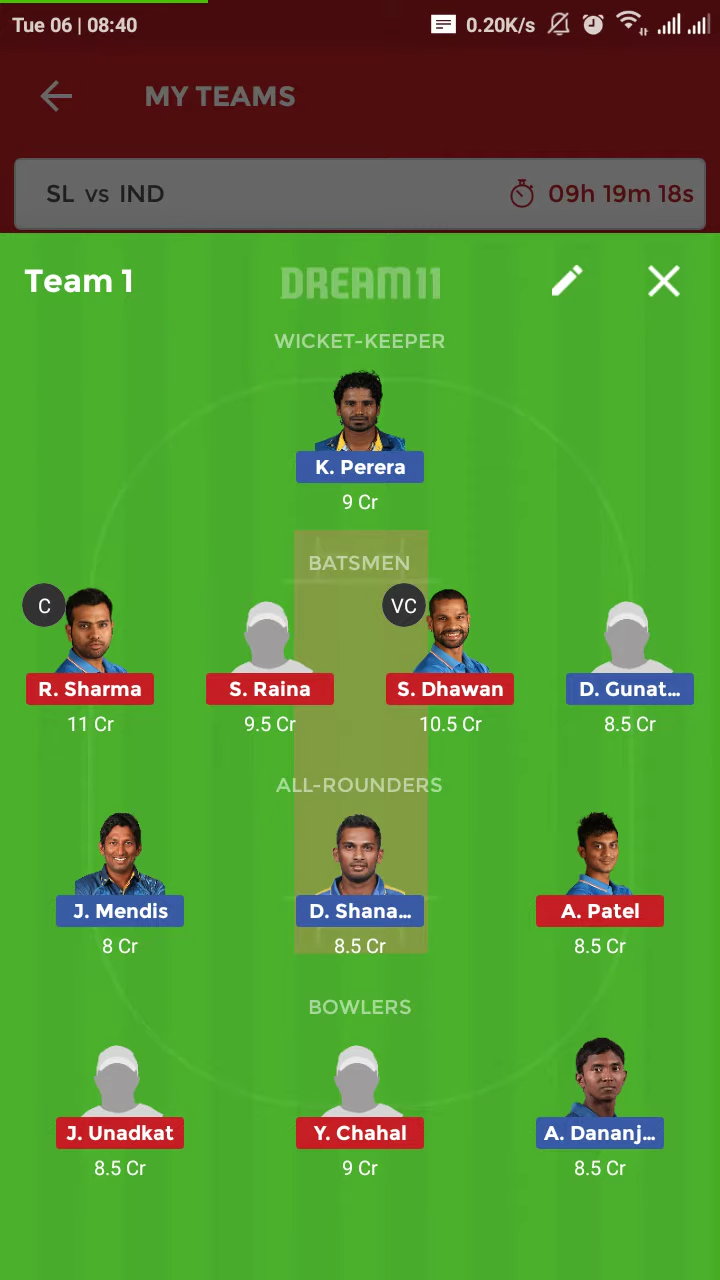 Tue 06 | 08:40 0.20K/s
MY TEAMS
SL vs IND 09h 19m 18s
Team 1 DREAM11
WICKET-KEEPER
K. Perera
9 Cr
BATSMEN
C VC
R. Sharma S. Raina S. Dhawan D. Gunat...
11 Cr 9.5 Cr 10.5 Cr 8.5 Cr
ALL-ROUNDERS
J. Mendis D. Shana... A. Patel
8 Cr 8.5 Cr 8.5 Cr
BOWLERS
J. Unadkat Y. Chahal A. Dananj...
8.5 Cr 9 Cr 8.5 Cr